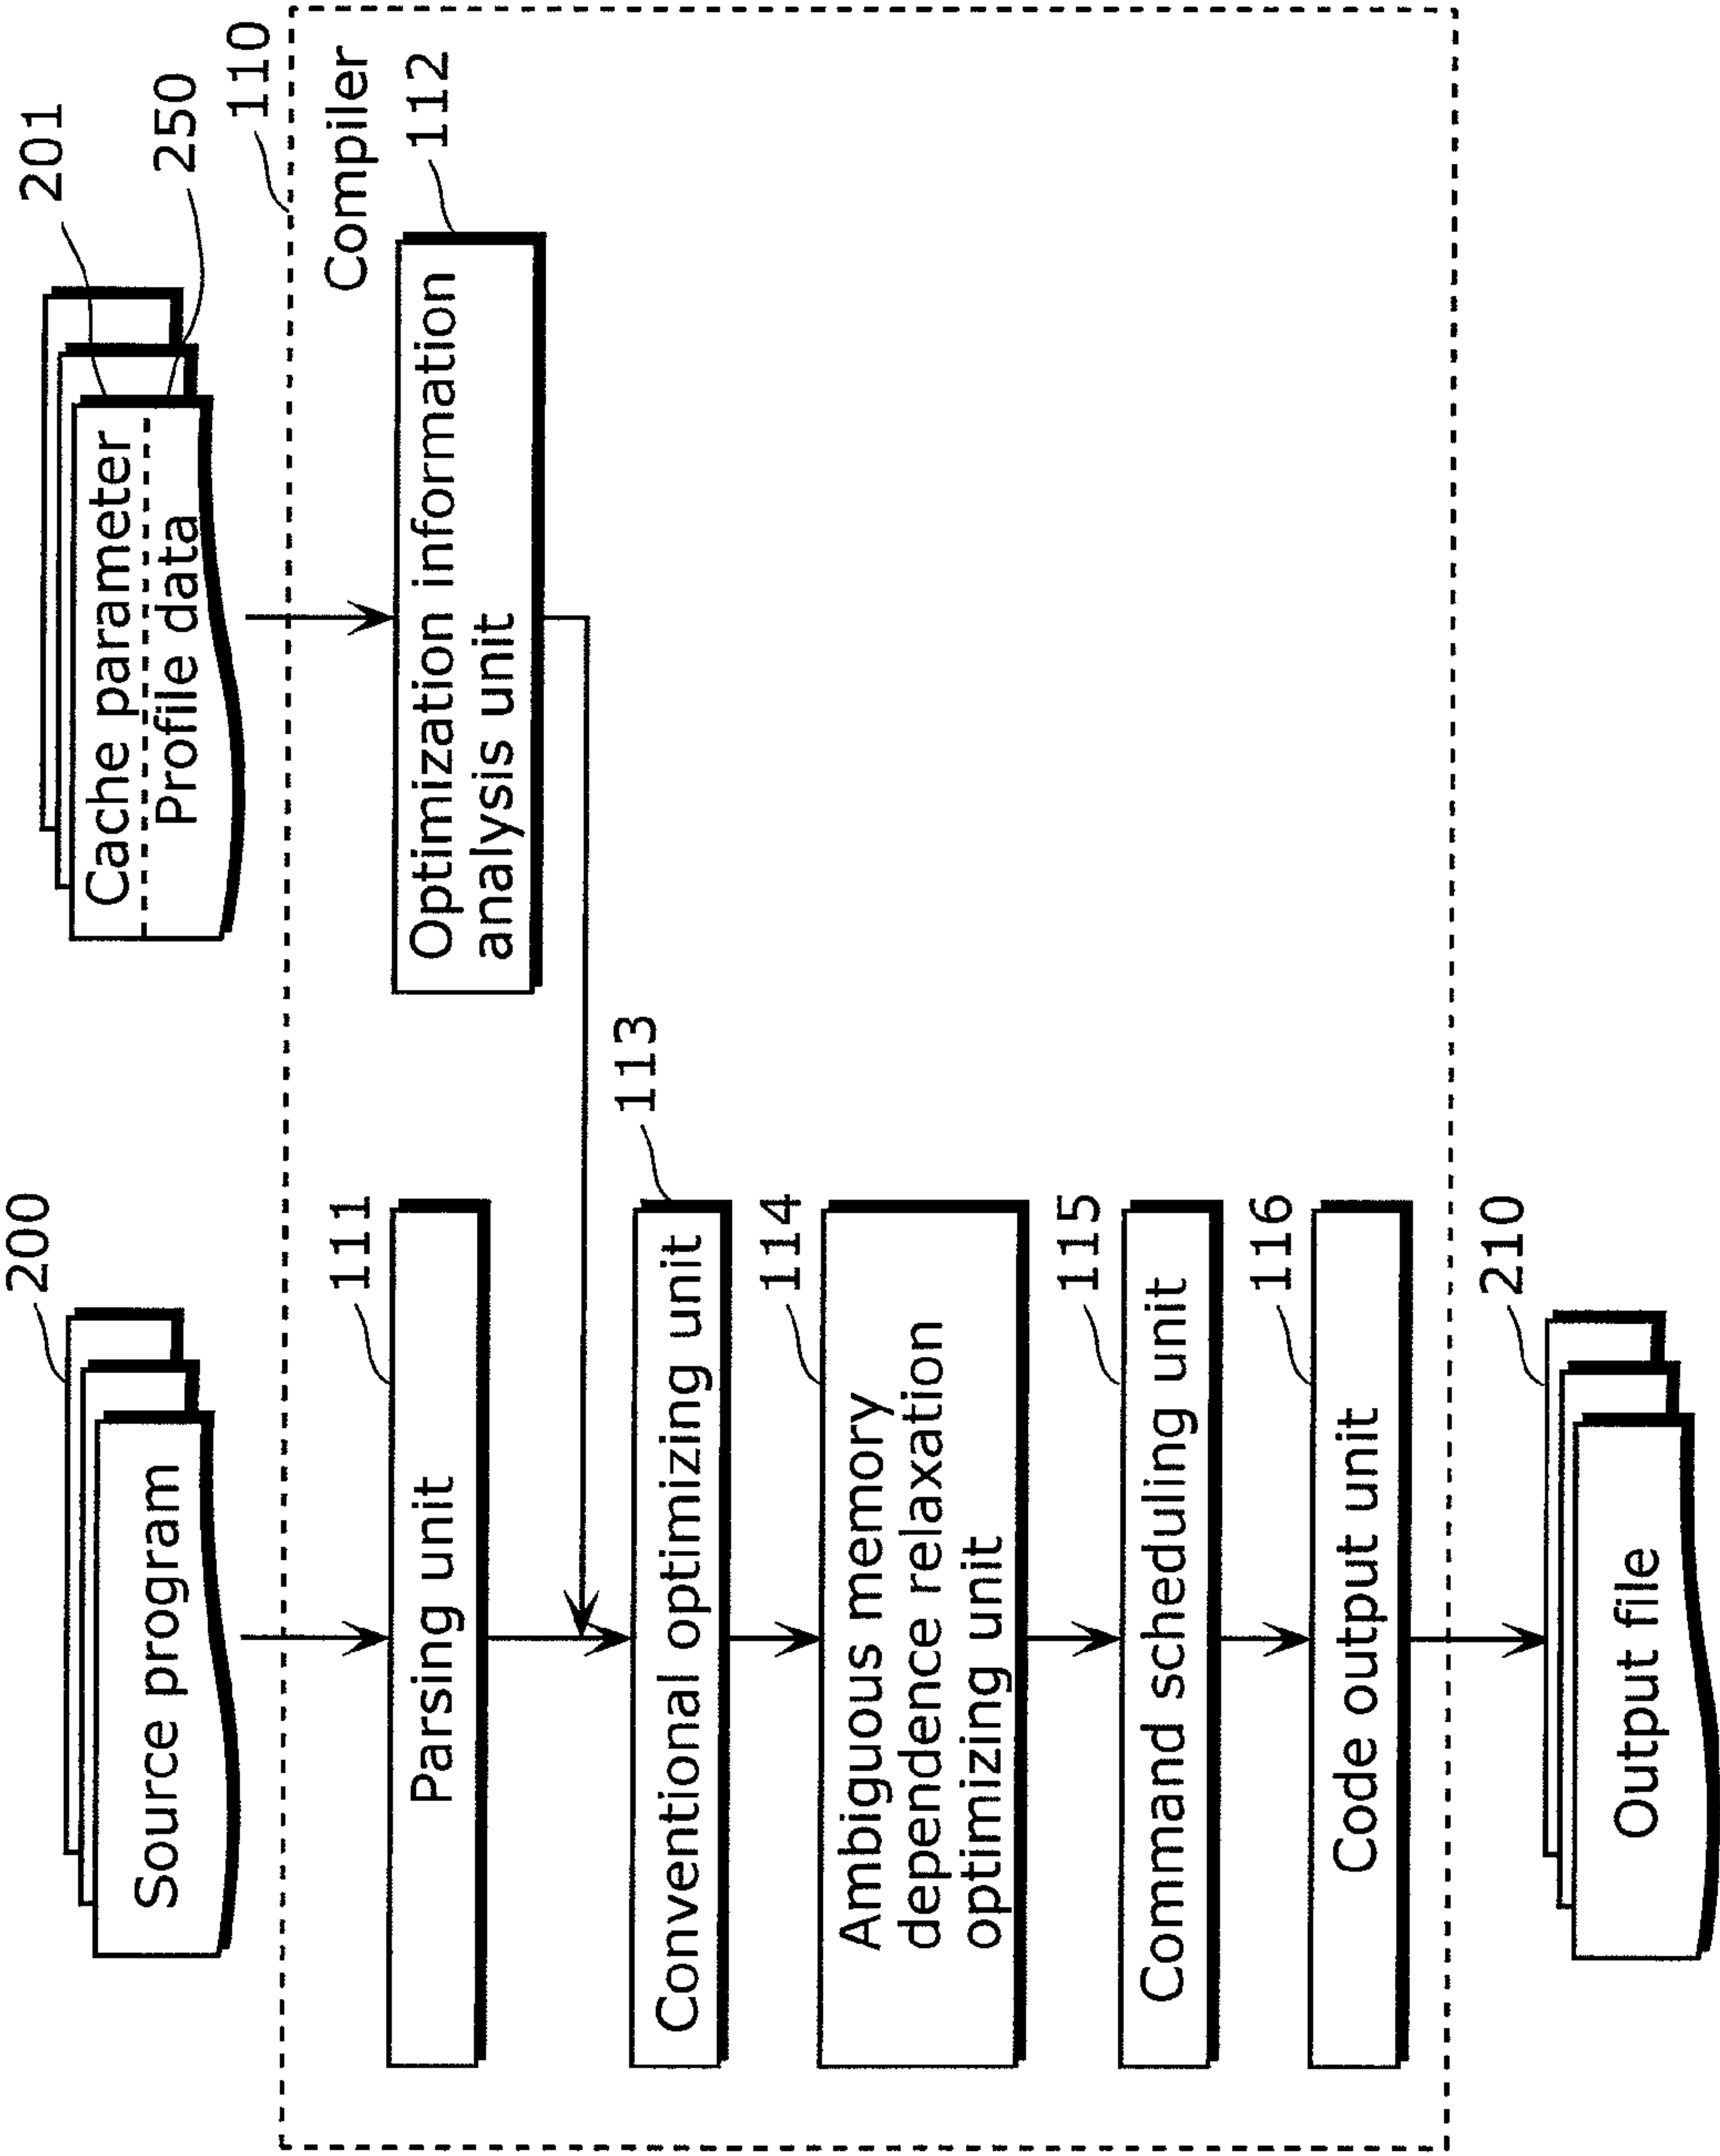 200
Source program
201
Cache parameter
Profile data
250
110
Compiler
111
Parsing unit
112
Optimization information
analysis unit
113
Conventional optimizing unit
114
Ambiguous memory
dependence relaxation
optimizing unit
115
Command scheduling unit
116
Code output unit
210
Output file